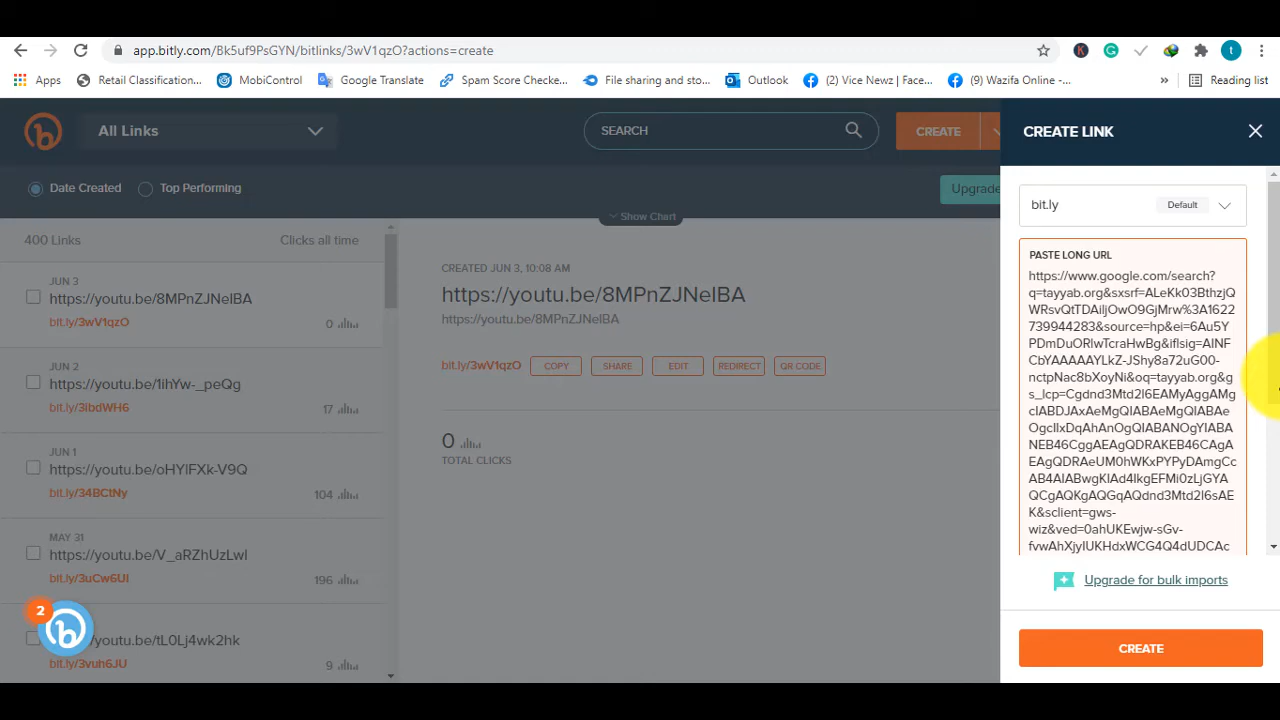 app.bitly.com/Bk5uf9PsGYN/bitlinks/3wV1qzO?actions=create
K
t
Apps
Retail Classification...
MobiControl
Google Translate
Spam Score Checke...
File sharing and sto...
Outlook
(2) Vice Newz | Face...
(9) Wazifa Online -...
»
Reading list
All Links
SEARCH
CREATE
CREATE LINK
Date Created
Top Performing
Upgrade
Show Chart
400 Links
Clicks all time
JUN 3
https://youtu.be/8MPnZJNelBA
bit.ly/3wV1qzO
0
JUN 2
https://youtu.be/1ihYw-_peQg
bit.ly/3ibdWH6
17
JUN 1
https://youtu.be/oHYlFXk-V9Q
bit.ly/34BCtNy
104
MAY 31
https://youtu.be/V_aRZhUzLwI
bit.ly/3uCw6UI
196
https://youtu.be/tL0Lj4wk2hk
bit.ly/3vuh6JU
9
2
CREATED JUN 3, 10:08 AM
https://youtu.be/8MPnZJNelBA
https://youtu.be/8MPnZJNelBA
bit.ly/3wV1qzO
COPY
SHARE
EDIT
REDIRECT
QR CODE
0
TOTAL CLICKS
bit.ly
Default
PASTE LONG URL
https://www.google.com/search?
q=tayyab.org&sxsrf=ALeKk03BthzjQ
WRsvQtTDAiljOwO9GjMrw%3A1622
739944283&source=hp&ei=6Au5Y
PDmDuORlwTcraHwBg&iflsig=AINF
CbYAAAAAYLkZ-JShy8a72uG00-
nctpNac8bXoyNi&oq=tayyab.org&g
s_lcp=Cgdnd3Mtd2l6EAMyAggAMg
cIABDJAxAeMgQIABAeMgQIABAe
OgcIIxDqAhAnOgQIABANOgYIABA
NEB46CggAEAgQDRAKEB46CAgA
EAgQDRAeUM0hWKxPYPyDAmgCc
AB4AIABwgKIAd4IkgEFMi0zLjGYA
QCgAQKgAQGqAQdnd3Mtd2l6sAE
K&sclient=gws-
wiz&ved=0ahUKEwjw-sGv-
fvwAhXjyIUKHdxWCG4Q4dUDCAc
Upgrade for bulk imports
CREATE